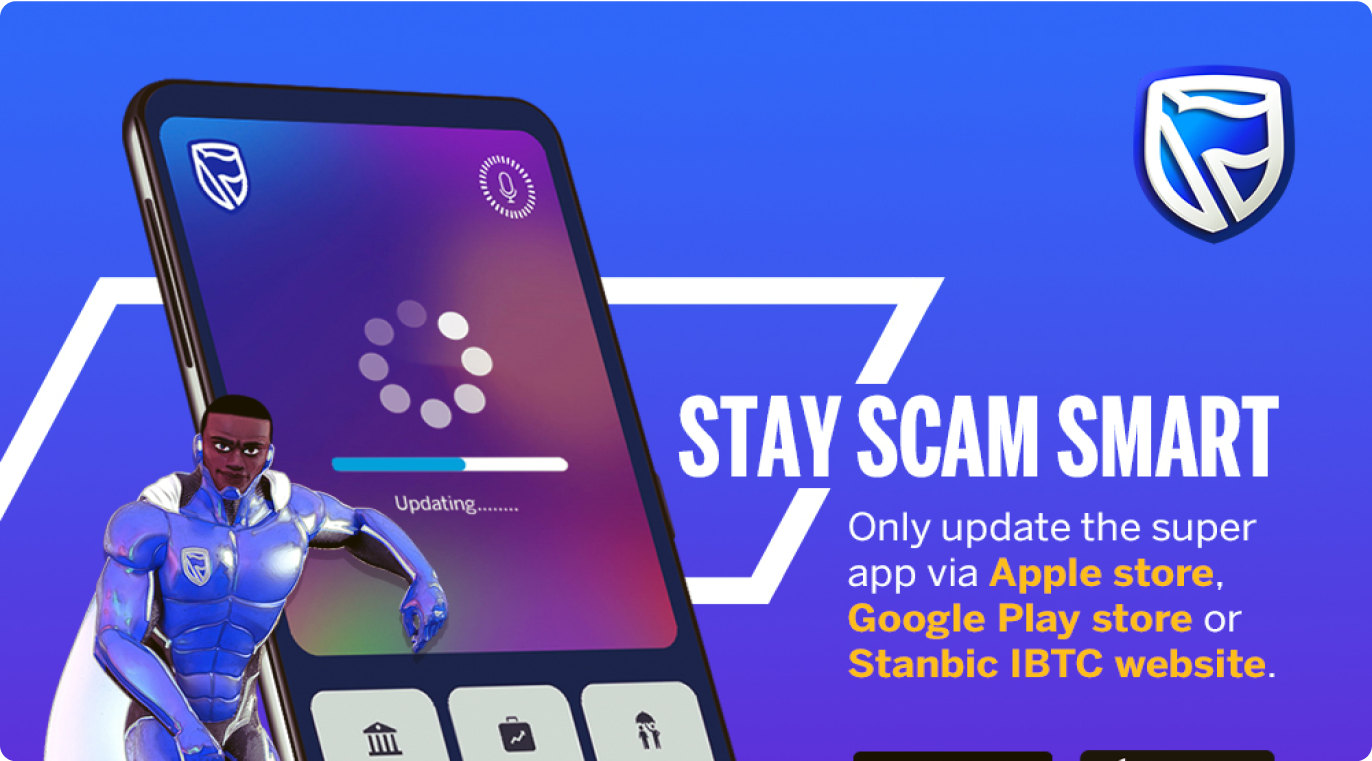 Updating........
STAY SCAM SMART
Only update the super
app via Apple store,
Google Play store or
Stanbic IBTC website.